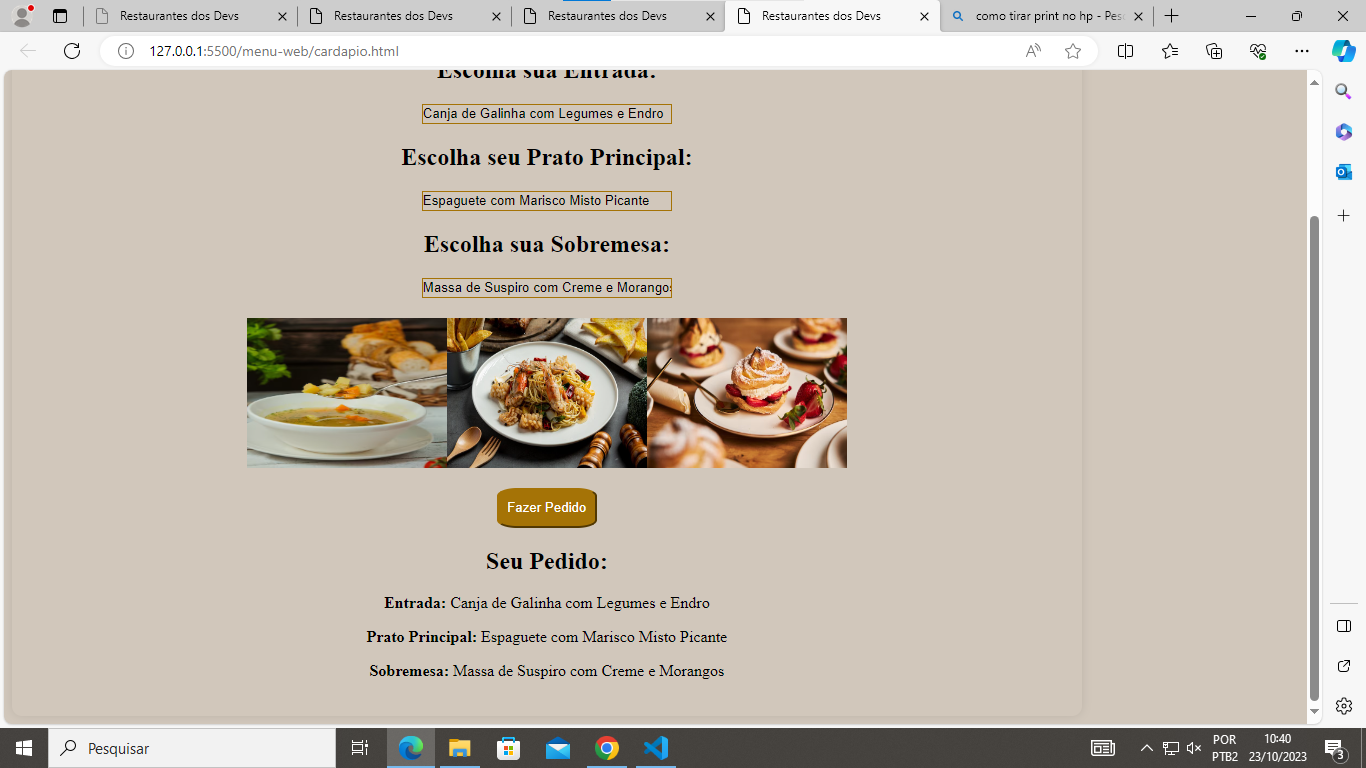 Restaurantes dos Devs
Restaurantes dos Devs
Restaurantes dos Devs
Restaurantes dos Devs
como tirar print no hp - Pes
127.0.0.1:5500/menu-web/cardapio.html
Escolha sua Entrada:
Canja de Galinha com Legumes e Endro
Escolha seu Prato Principal:
Espaguete com Marisco Misto Picante
Escolha sua Sobremesa:
Massa de Suspiro com Creme e Morangos
Fazer Pedido
Seu Pedido:
Entrada: Canja de Galinha com Legumes e Endro
Prato Principal: Espaguete com Marisco Misto Picante
Sobremesa: Massa de Suspiro com Creme e Morangos
Pesquisar
POR
PTB2
10:40
23/10/2023
3